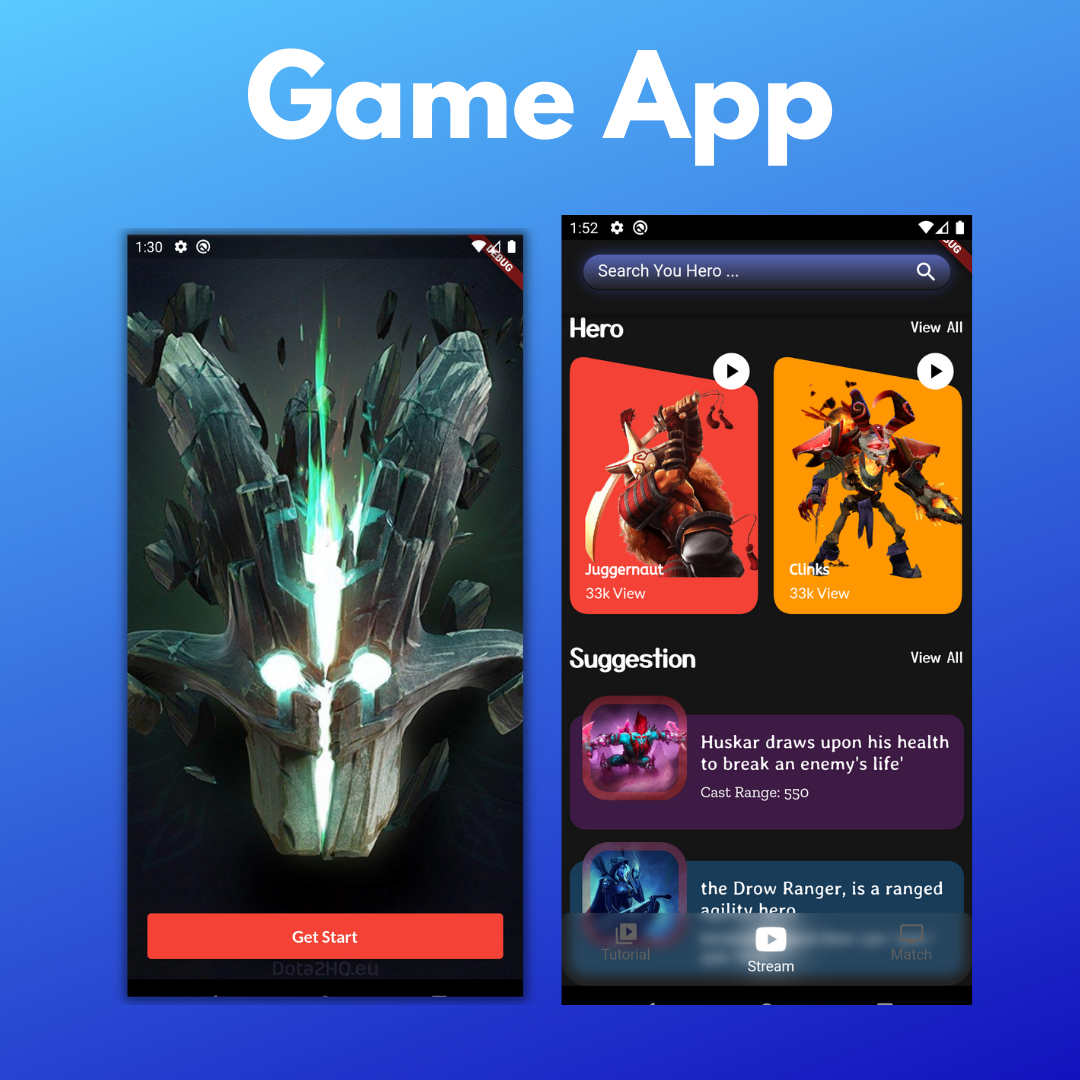 Game App
1:30
DEBUG
Get Start
Dota2HQ.eu
1:52
UG
Search You Hero ...
Hero
View All
Juggernaut
33k View
Clinks
33k View
Suggestion
View All
Huskar draws upon his health
to break an enemy's life'
Cast Range: 550
the Drow Ranger, is a ranged
agility hero
Tutorial
Stream
Match